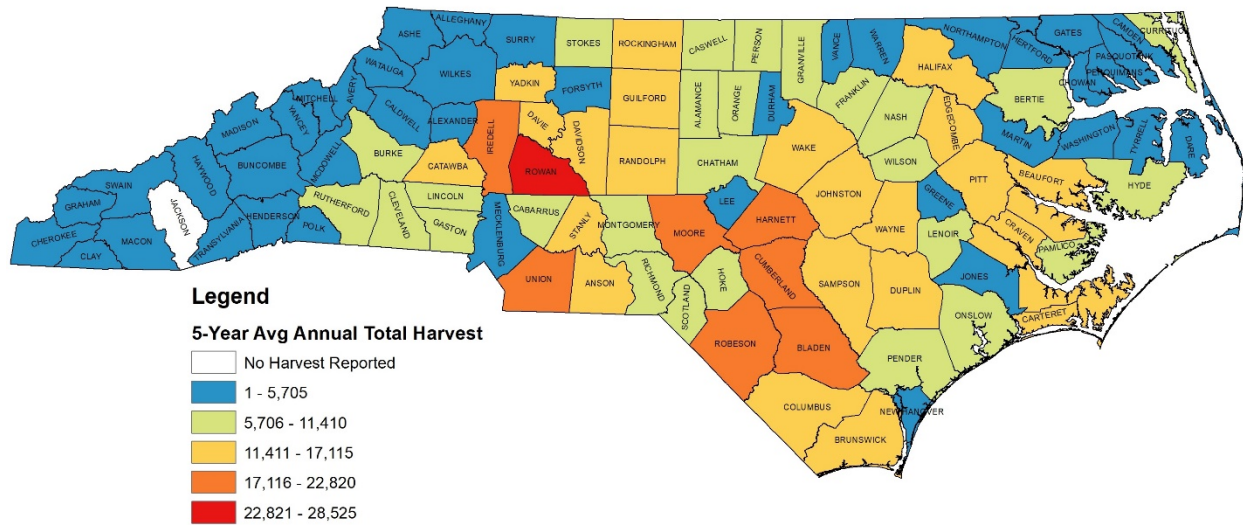 ALLEGHANY
ASHE
SURRY
STOKES
ROCKINGHAM
CASWELL
PERSON
GRANVILLE
VANCE
WARREN
NORTHAMPTON
HERTFORD
GATES
CAMDEN
CURRITUCK
PASQUOTANK
PERQUIMANS
CHOWAN
WATAUGA
WILKES
YADKIN
FORSYTH
GUILFORD
ALAMANCE
ORANGE
DURHAM
FRANKLIN
HALIFAX
BERTIE
MITCHELL
AVERY
YANCEY
CALDWELL
ALEXANDER
IREDELL
DAVIE
DAVIDSON
RANDOLPH
CHATHAM
WAKE
NASH
EDGECOMBE
MARTIN
WASHINGTON
TYRRELL
DARE
MADISON
MCDOWELL
BURKE
CATAWBA
ROWAN
WILSON
PITT
BEAUFORT
HYDE
HAYWOOD
BUNCOMBE
SWAIN
GRAHAM
JACKSON
RUTHERFORD
CLEVELAND
LINCOLN
GASTON
MECKLENBURG
CABARRUS
STANLY
MONTGOMERY
MOORE
LEE
HARNETT
JOHNSTON
WAYNE
GREENE
LENOIR
CRAVEN
PAMLICO
CHEROKEE
CLAY
MACON
TRANSYLVANIA
HENDERSON
POLK
UNION
ANSON
RICHMOND
SCOTLAND
HOKE
CUMBERLAND
SAMPSON
DUPLIN
JONES
ONSLOW
CARTERET
ROBESON
BLADEN
PENDER
COLUMBUS
BRUNSWICK
NEW HANOVER
Legend
5-Year Avg Annual Total Harvest
No Harvest Reported
1 - 5,705
5,706 - 11,410
11,411 - 17,115
17,116 - 22,820
22,821 - 28,525